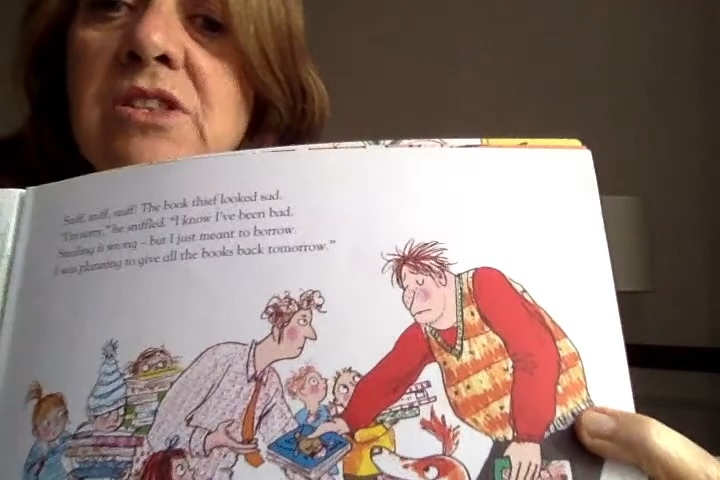 Sniff, sniff, sniff! The book thief looked sad.
"I'm sorry," he snuffled. "I know I've been bad.
Stealing is wrong – but I just meant to borrow.
I was planning to give all the books back tomorrow."